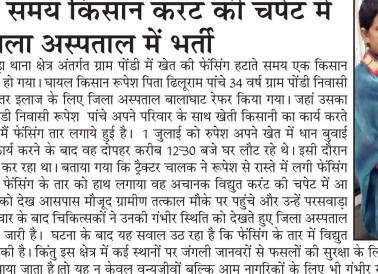 समय किसान करंट की चपेट में
अस्पताल में भर्ती
थाना क्षेत्र अंतर्गत ग्राम पोंडी में खेत की फेंसिंग हटाते समय एक किसान
हो गया। घायल किसान रूपेश पिता ढिलूराम पांचे 34 वर्ष ग्राम पोंडी निवासी
इलाज के लिए जिला अस्पताल बालाघाट रेफर किया गया। जहां उसका
निवासी रूपेश पांचे अपने परिवार के साथ खेती किसानी का कार्य करते
में फेंसिंग तार लगाये हुई है। 1 जुलाई को रुपेश अपने खेत में धान बुवाई
कार्य करने के बाद वह दोपहर करीब 12ः30 बजे घर लौट रहे थे। इसी दौरान
कर रहा था। बताया गया कि ट्रैक्टर चालक ने रूपेश से रास्ते में लगी फेंसिंग
फेंसिंग के तार को हाथ लगाया वह अचानक विद्युत करंट की चपेट में आ
को देख आसपास मौजूद ग्रामीण तत्काल मौके पर पहुंचे और उन्हें परसवाड़ा
के बाद चिकित्सकों ने उनकी गंभीर स्थिति को देखते हुए जिला अस्पताल
जारी है। घटना के बाद यह सवाल उठ रहा है कि फेंसिंग के तार में विद्युत
की है। किंतु इस क्षेत्र में कई स्थानों पर जंगली जानवरों से फसलों की सुरक्षा के
जाता है तो यह न केवल वन्यजीवों बल्कि आम नागरिकों के लिए भी गंभीर